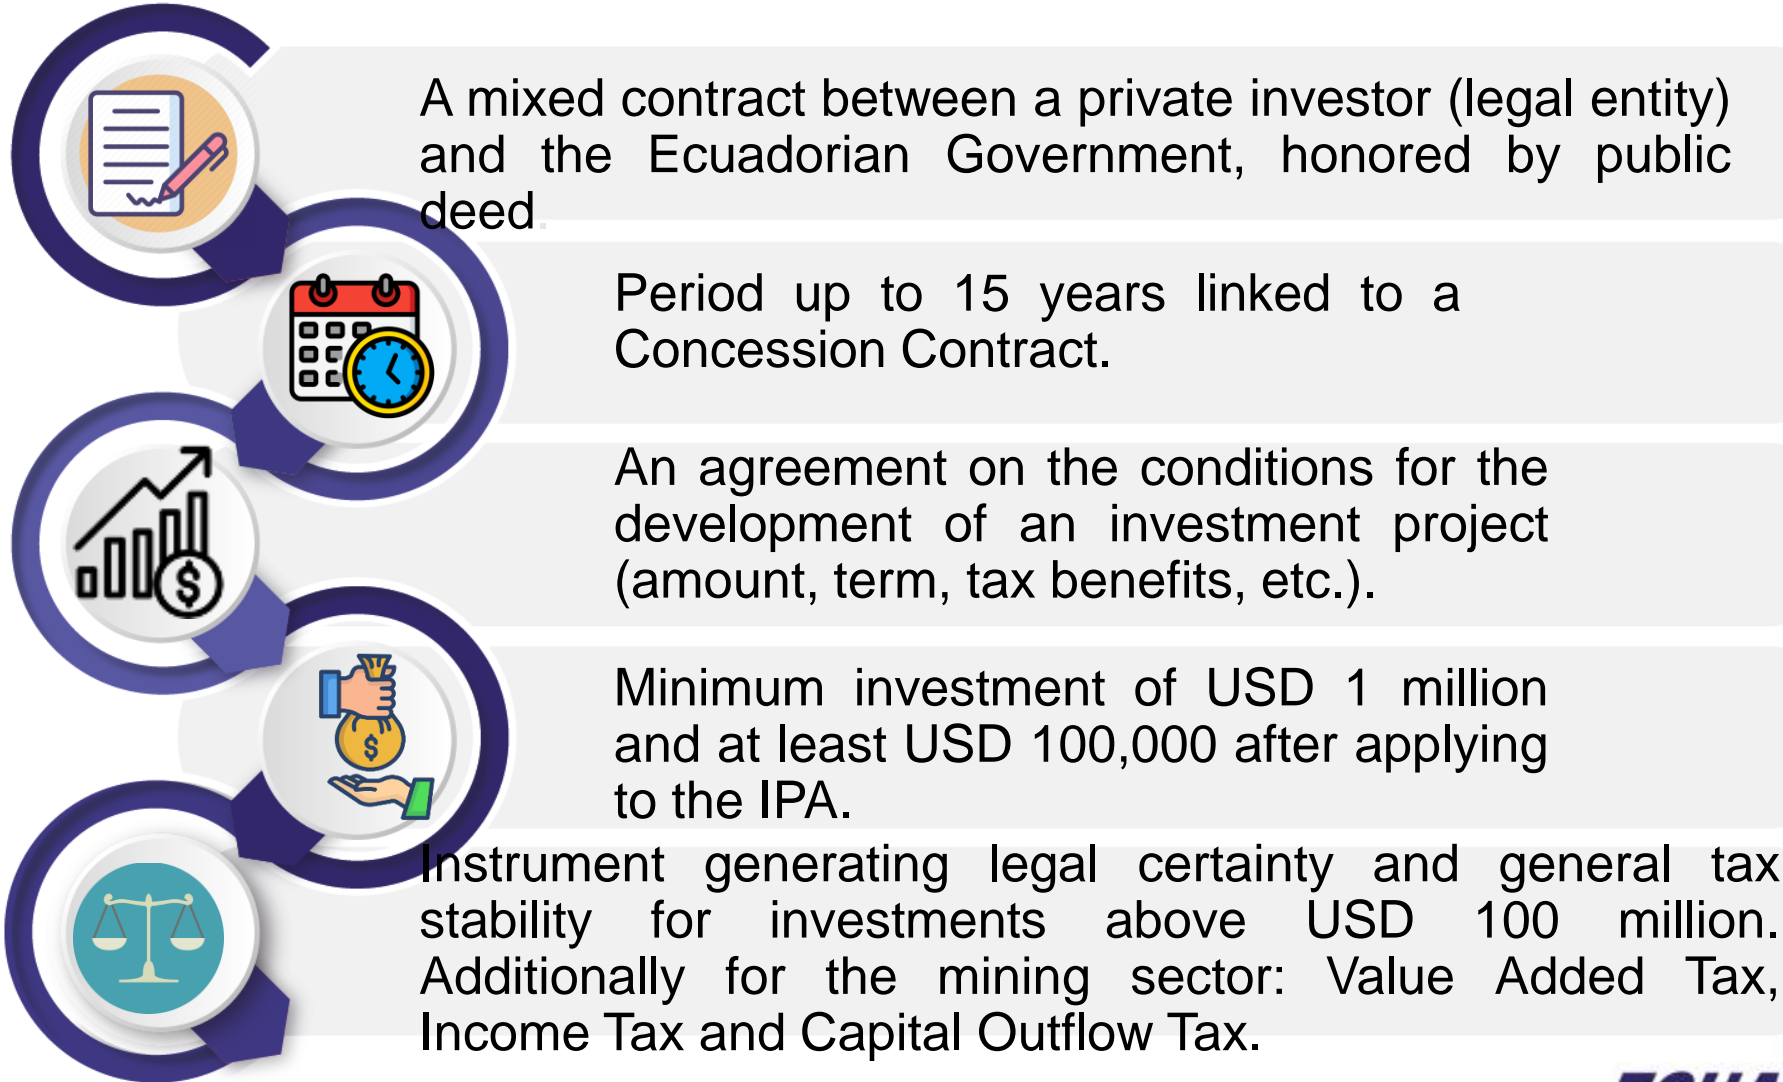 A mixed contract between a private investor (legal entity)
and the Ecuadorian Government, honored by public
deed.
Period up to 15 years linked to a
Concession Contract.
An agreement on the conditions for the
development of an investment project
(amount, term, tax benefits, etc.).
$
Minimum investment of USD 1 million
and at least USD 100,000 after applying
to the IPA.
$
Instrument generating legal certainty and general tax
stability for investments above USD 100 million.
Additionally for the mining sector: Value Added Tax,
Income Tax and Capital Outflow Tax.